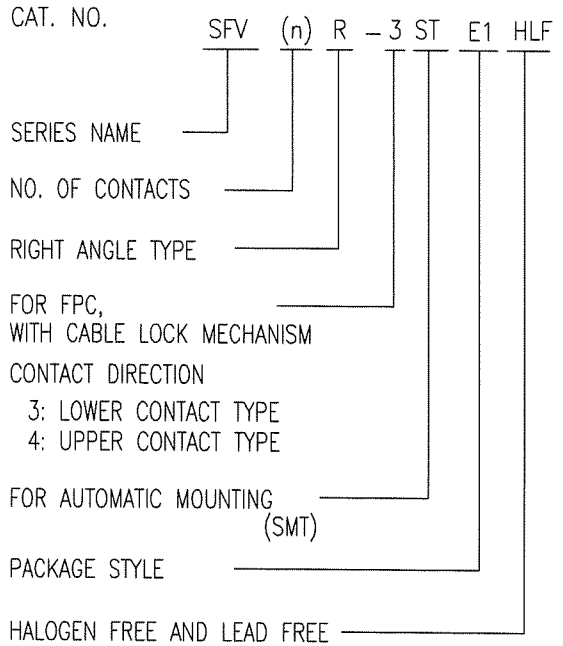 CAT. NO. SFV (n) R - 3 ST E1 HLF
SERIES NAME
NO. OF CONTACTS
RIGHT ANGLE TYPE
FOR FPC,
WITH CABLE LOCK MECHANISM
CONTACT DIRECTION
3: LOWER CONTACT TYPE
4: UPPER CONTACT TYPE
FOR AUTOMATIC MOUNTING
(SMT)
PACKAGE STYLE
HALOGEN FREE AND LEAD FREE